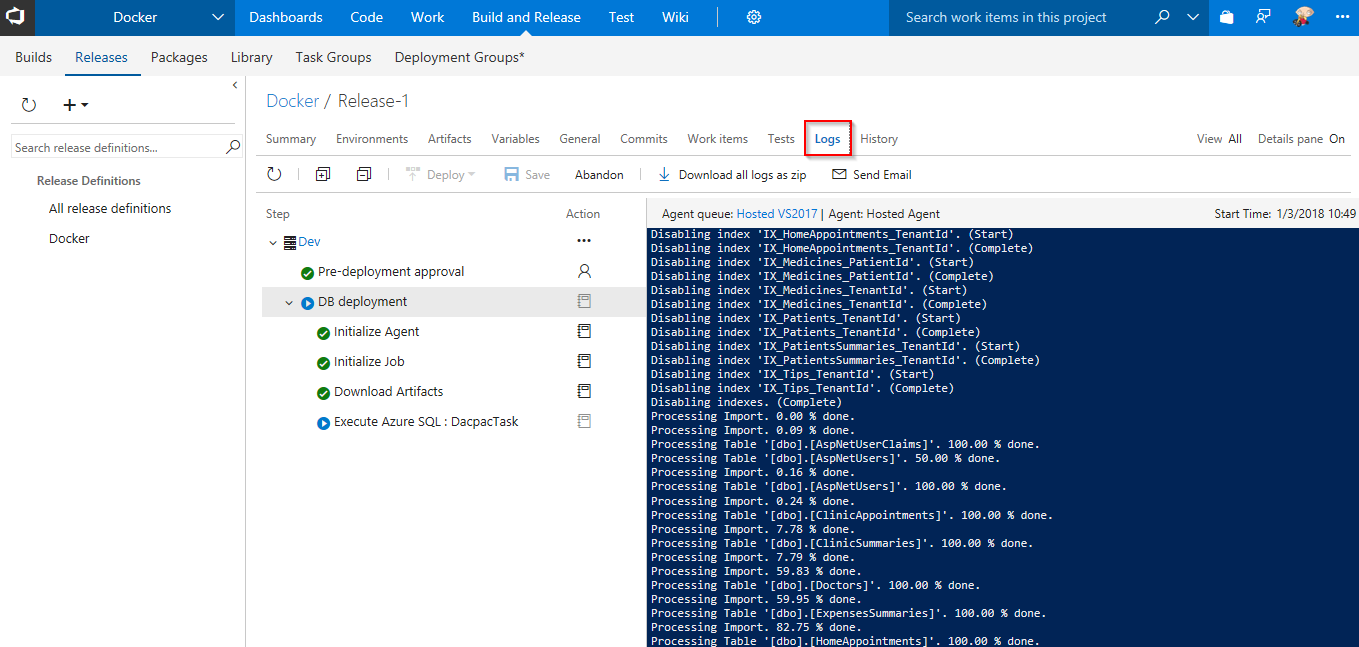 Docker Dashboards Code Work Build and Release Test Wiki Search work items in this project
Builds Releases Packages Library Task Groups Deployment Groups*
Docker / Release-1
Summary Environments Artifacts Variables General Commits Work items Tests Logs History View All Details pane On
Search release definitions...
Deploy Save Abandon Download all logs as zip Send Email
Release Definitions
All release definitions
Docker
Step Action
Dev
Pre-deployment approval
DB deployment
Initialize Agent
Initialize Job
Download Artifacts
Execute Azure SQL : DacpacTask
Agent queue: Hosted VS2017 | Agent: Hosted Agent Start Time: 1/3/2018 10:49
Disabling index 'IX_HomeAppointments_TenantId'. (Start)
Disabling index 'IX_HomeAppointments_TenantId'. (Complete)
Disabling index 'IX_Medicines_PatientId'. (Start)
Disabling index 'IX_Medicines_PatientId'. (Complete)
Disabling index 'IX_Medicines_TenantId'. (Start)
Disabling index 'IX_Medicines_TenantId'. (Complete)
Disabling index 'IX_Patients_TenantId'. (Start)
Disabling index 'IX_Patients_TenantId'. (Complete)
Disabling index 'IX_PatientsSummaries_TenantId'. (Start)
Disabling index 'IX_PatientsSummaries_TenantId'. (Complete)
Disabling index 'IX_Tips_TenantId'. (Start)
Disabling index 'IX_Tips_TenantId'. (Complete)
Disabling indexes. (Complete)
Processing Import. 0.00 % done.
Processing Import. 0.09 % done.
Processing Table '[dbo].[AspNetUserClaims]'. 100.00 % done.
Processing Table '[dbo].[AspNetUsers]'. 50.00 % done.
Processing Import. 0.16 % done.
Processing Table '[dbo].[AspNetUsers]'. 100.00 % done.
Processing Import. 0.24 % done.
Processing Table '[dbo].[ClinicAppointments]'. 100.00 % done.
Processing Import. 7.78 % done.
Processing Table '[dbo].[ClinicSummaries]'. 100.00 % done.
Processing Import. 7.79 % done.
Processing Import. 59.83 % done.
Processing Table '[dbo].[Doctors]'. 100.00 % done.
Processing Import. 59.95 % done.
Processing Table '[dbo].[ExpensesSummaries]'. 100.00 % done.
Processing Import. 82.75 % done.
Processing Table '[dbo].[HomeAppointments]'. 100.00 % done.